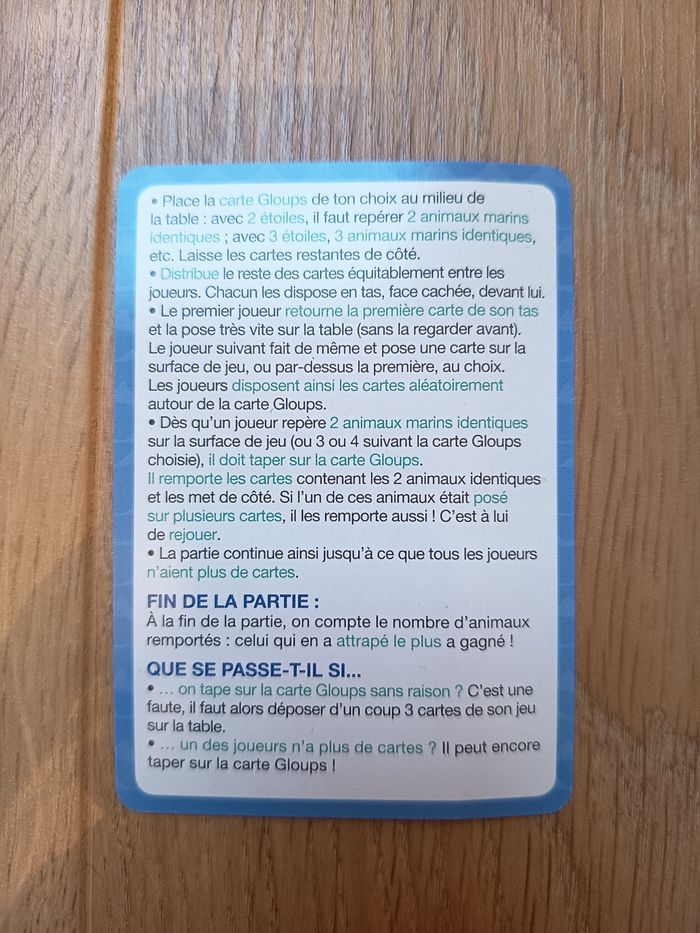 • Place la carte Gloups de ton choix au milieu de
la table : avec 2 étoiles, il faut repérer 2 animaux marins
identiques ; avec 3 étoiles, 3 animaux marins identiques,
etc. Laisse les cartes restantes de côté.
• Distribue le reste des cartes équitablement entre les
joueurs. Chacun les dispose en tas, face cachée, devant lui.
• Le premier joueur retourne la première carte de son tas
et la pose très vite sur la table (sans la regarder avant).
Le joueur suivant fait de même et pose une carte sur la
surface de jeu, ou par-dessus la première, au choix.
Les joueurs disposent ainsi les cartes aléatoirement
autour de la carte Gloups.
• Dès qu'un joueur repère 2 animaux marins identiques
sur la surface de jeu (ou 3 ou 4 suivant la carte Gloups
choisie), il doit taper sur la carte Gloups.
Il remporte les cartes contenant les 2 animaux identiques
et les met de côté. Si l'un de ces animaux était posé
sur plusieurs cartes, il les remporte aussi ! C'est à lui
de rejouer.
• La partie continue ainsi jusqu'à ce que tous les joueurs
n'aient plus de cartes.
FIN DE LA PARTIE :
À la fin de la partie, on compte le nombre d'animaux
remportés : celui qui en a attrapé le plus a gagné !
QUE SE PASSE-T-IL SI...
• ... on tape sur la carte Gloups sans raison ? C'est une
faute, il faut alors déposer d'un coup 3 cartes de son jeu
sur la table.
• ... un des joueurs n'a plus de cartes ? Il peut encore
taper sur la carte Gloups !